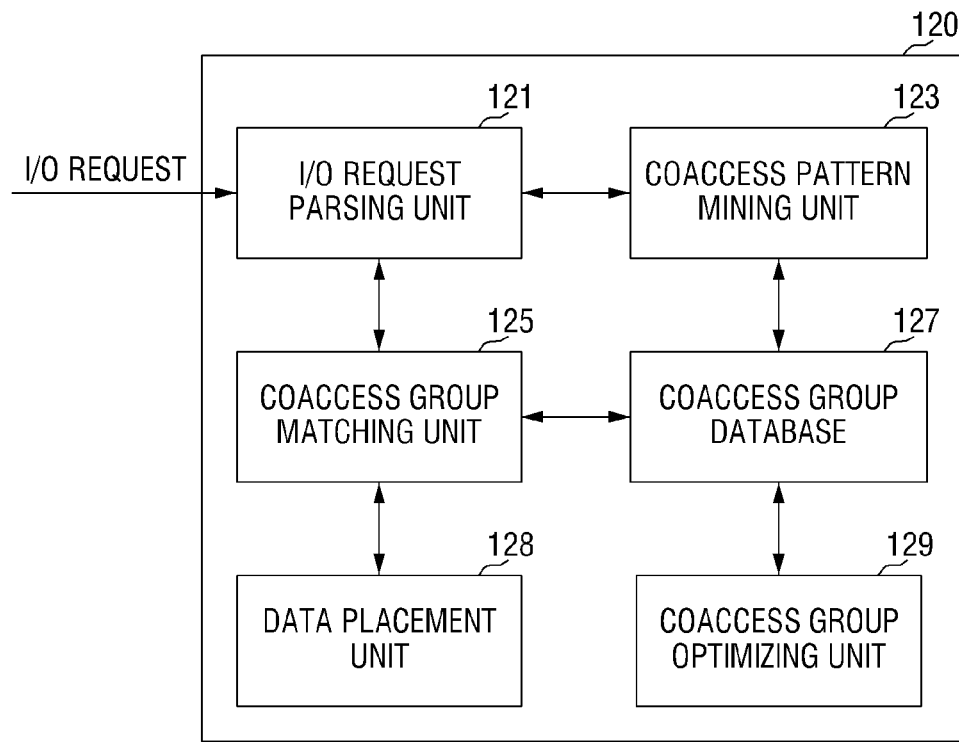 120
121
123
I/O REQUEST
I/O REQUEST
PARSING UNIT
COACCESS PATTERN
MINING UNIT
125
127
COACCESS GROUP
MATCHING UNIT
COACCESS GROUP
DATABASE
128
129
DATA PLACEMENT
UNIT
COACCESS GROUP
OPTIMIZING UNIT